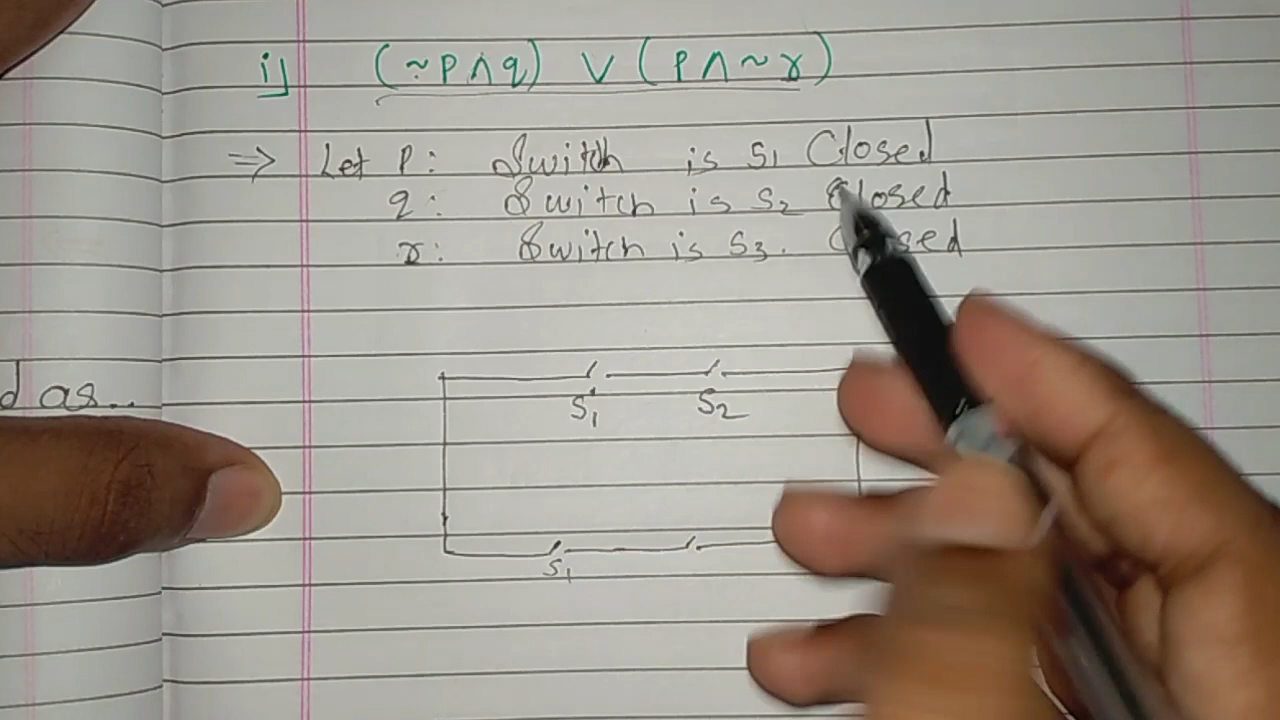 i) (~p∧q) ∨ (p∧~r)
⇒ Let p: Switch is S1 Closed
q: Switch is S2 Closed
r: Switch is S3. Closed
d as..
S1' S2
S1